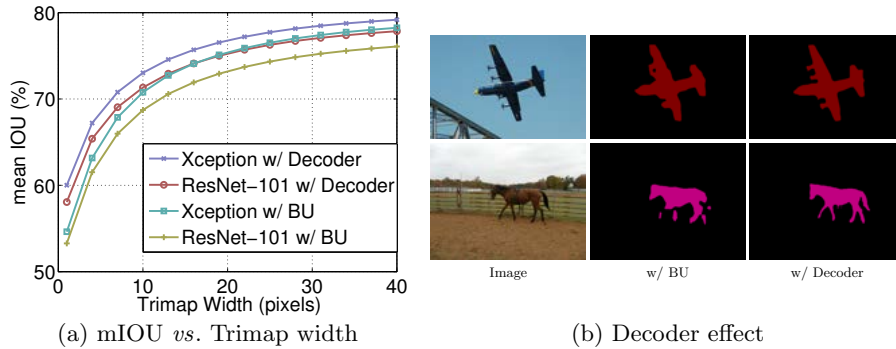 80
70
60
50
mean IOU (%)
Xception w/ Decoder
ResNet−101 w/ Decoder
Xception w/ BU
ResNet−101 w/ BU
0 10 20 30 40
Trimap Width (pixels)
(a) mIOU vs. Trimap width
Image w/ BU w/ Decoder
(b) Decoder effect